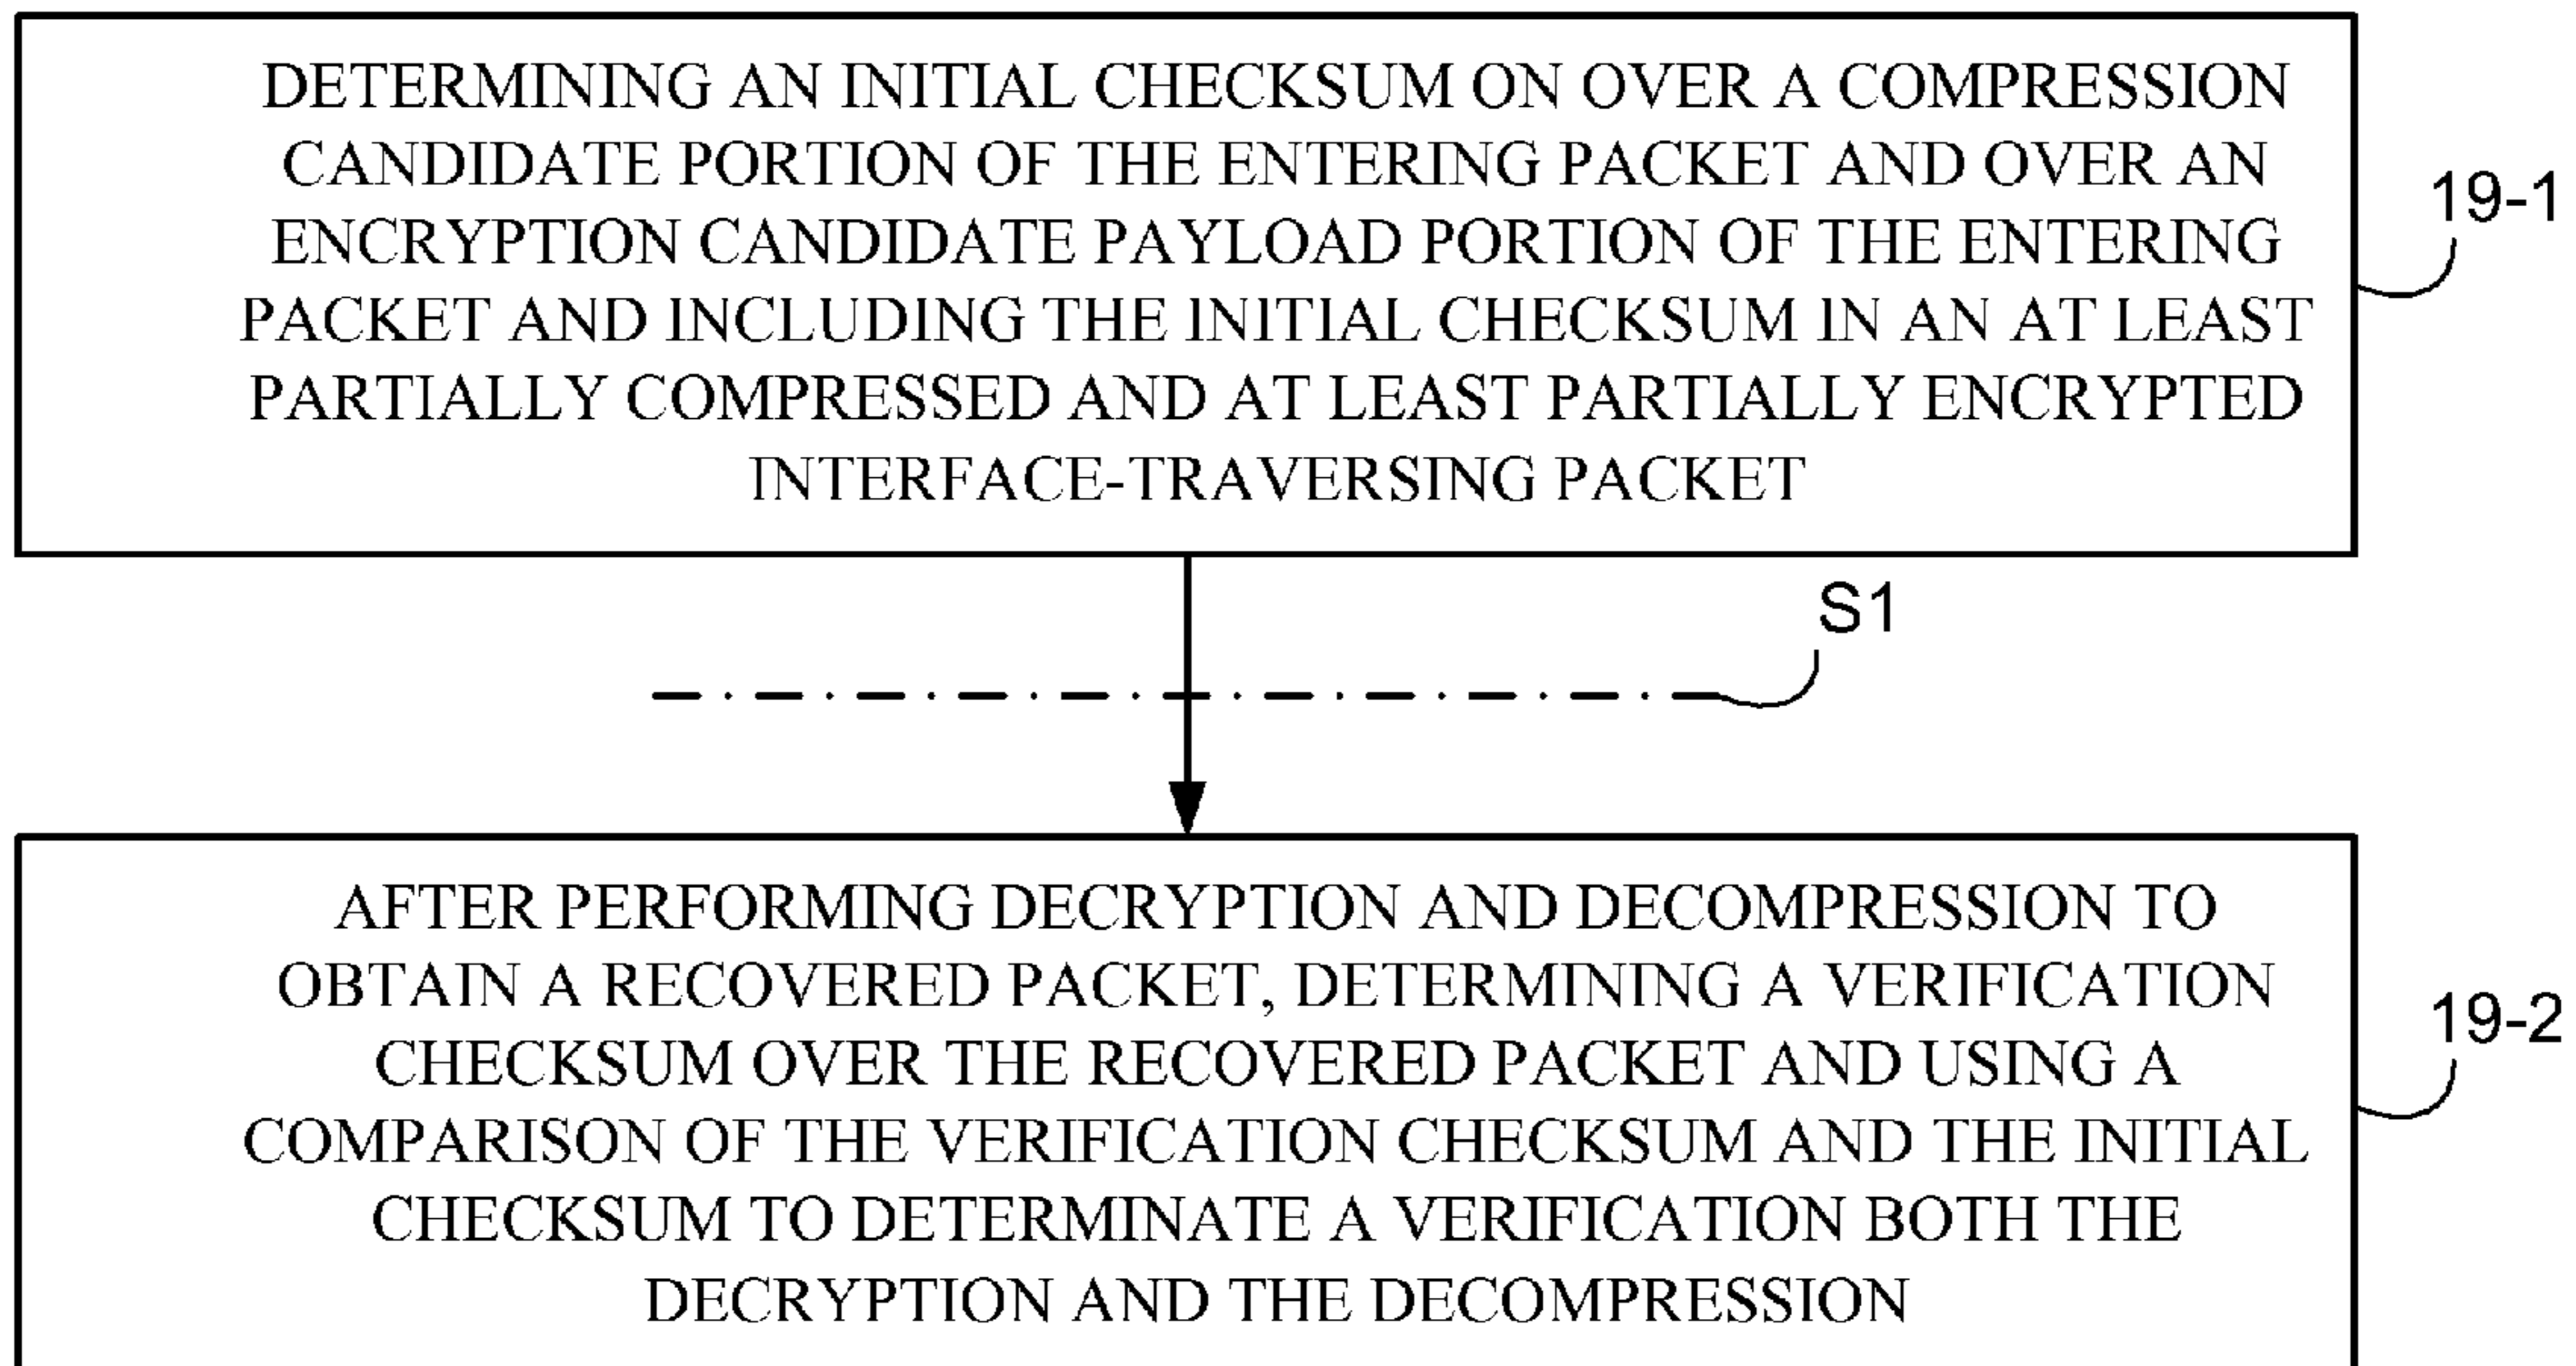 DETERMINING AN INITIAL CHECKSUM ON OVER A COMPRESSION
CANDIDATE PORTION OF THE ENTERING PACKET AND OVER AN
ENCRYPTION CANDIDATE PAYLOAD PORTION OF THE ENTERING
PACKET AND INCLUDING THE INITIAL CHECKSUM IN AN AT LEAST
PARTIALLY COMPRESSED AND AT LEAST PARTIALLY ENCRYPTED
INTERFACE-TRAVERSING PACKET
19-1
S1
AFTER PERFORMING DECRYPTION AND DECOMPRESSION TO
OBTAIN A RECOVERED PACKET, DETERMINING A VERIFICATION
CHECKSUM OVER THE RECOVERED PACKET AND USING A
COMPARISON OF THE VERIFICATION CHECKSUM AND THE INITIAL
CHECKSUM TO DETERMINATE A VERIFICATION BOTH THE
DECRYPTION AND THE DECOMPRESSION
19-2